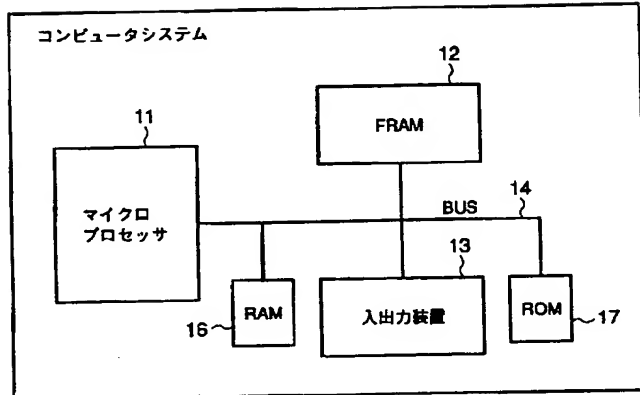 コンピュータシステム
12
FRAM
11
マイクロ
プロセッサ
BUS
14
13
16
RAM
入出力装置
ROM
17